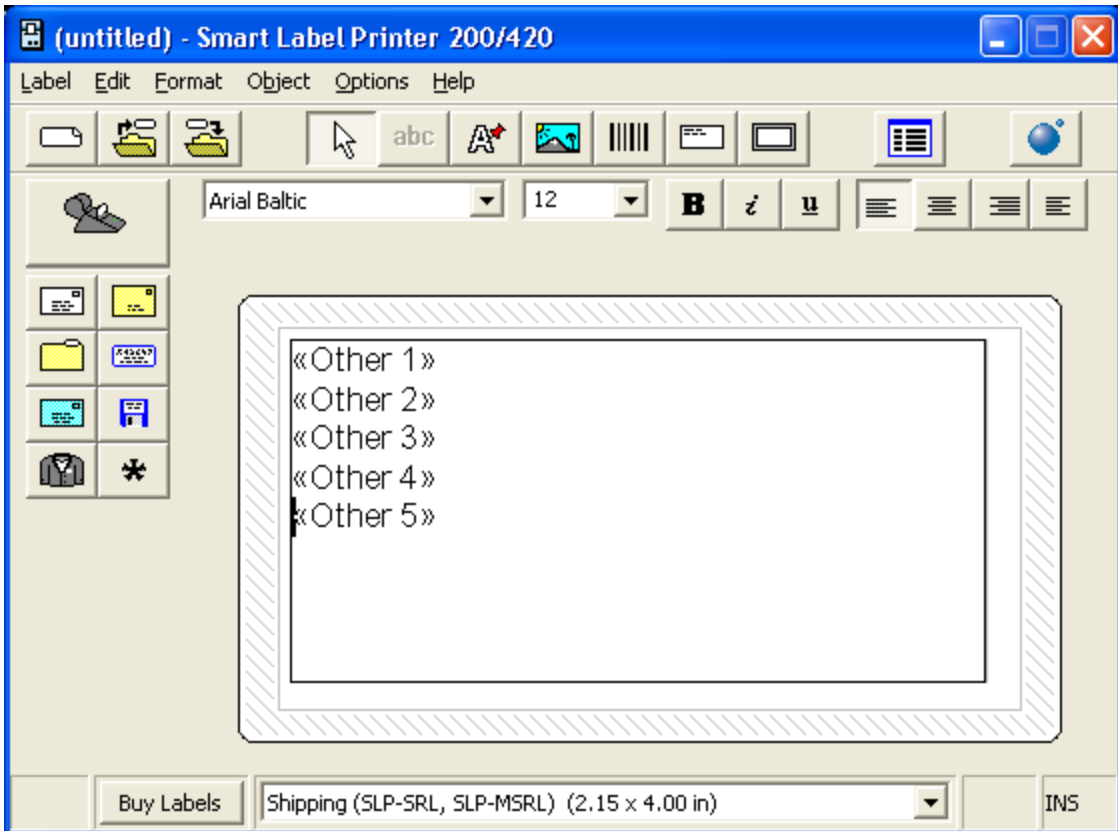 (untitled) - Smart Label Printer 200/420
Label Edit Format Object Options Help
abc A
Arial Baltic 12 B i u
«Other 1»
«Other 2»
«Other 3»
«Other 4»
«Other 5»
Buy Labels Shipping (SLP-SRL, SLP-MSRL) (2.15 x 4.00 in) INS